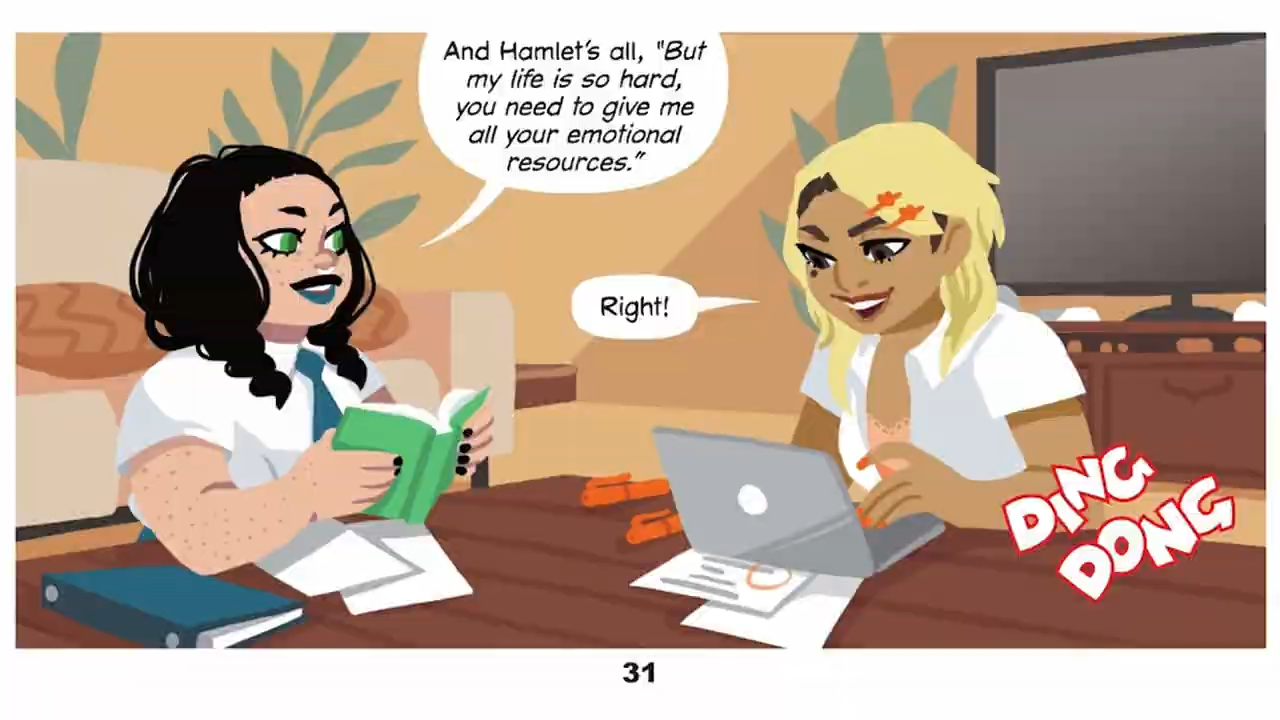 And Hamlet's all, "But
my life is so hard,
you need to give me
all your emotional
resources."
Right!
DING
DONG
31